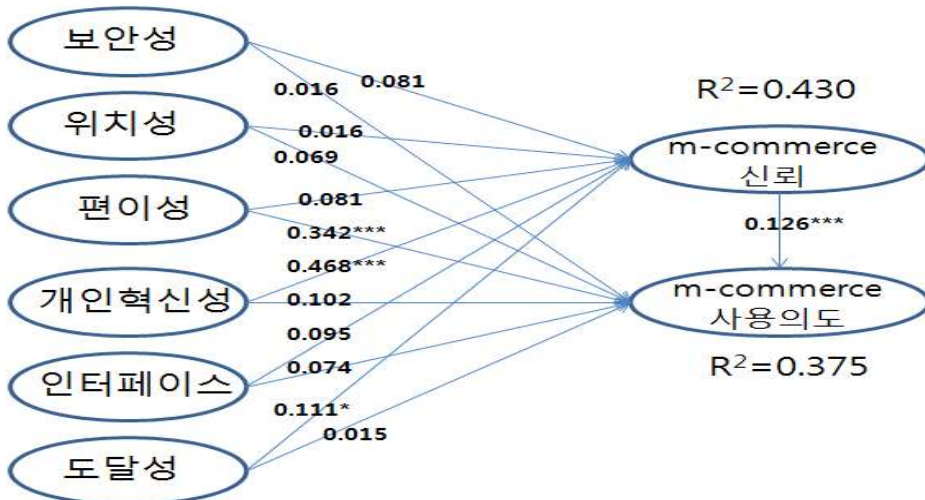 보안성
위치성
편이성
개인혁신성
인터페이스
도달성
0.016
0.081
0.016
0.069
0.081
0.342***
0.468***
0.102
0.095
0.074
0.111*
0.015
R²=0.430
m-commerce
신뢰
0.126***
m-commerce
사용의도
R²=0.375